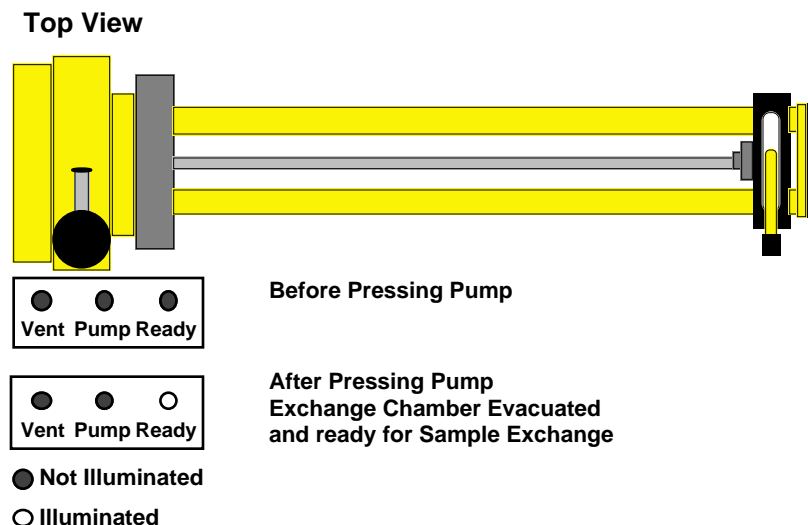 Top View
Before Pressing Pump
Vent Pump Ready
After Pressing Pump
Exchange Chamber Evacuated
and ready for Sample Exchange
Vent Pump Ready
Not Illuminated
Illuminated